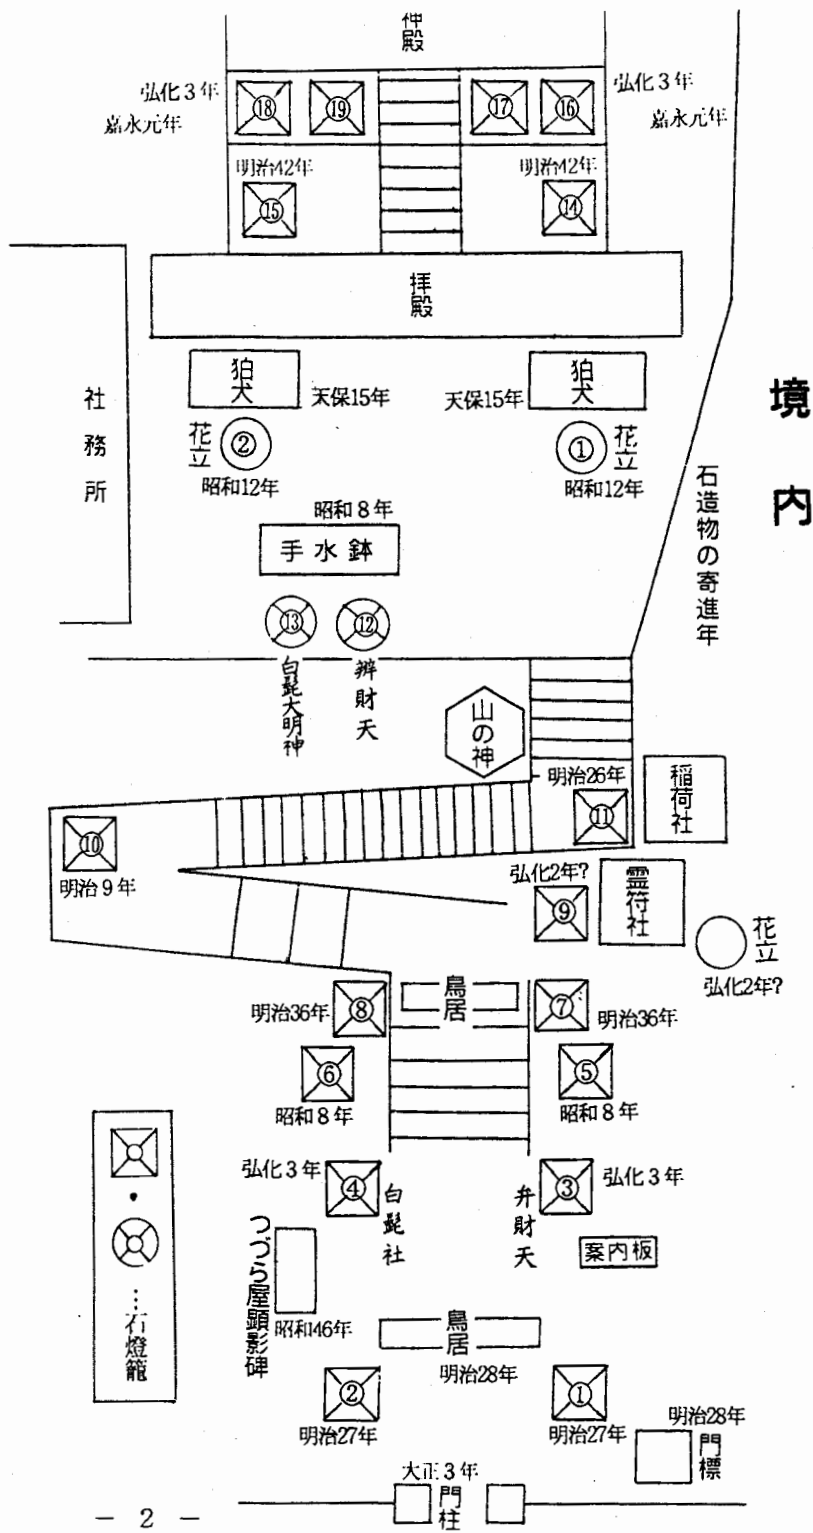 神殿
弘化3年
嘉永元年
⑱
⑲
⑰
⑯
弘化3年
嘉永元年
明治42年
⑮
明治42年
⑭
拝殿
境内
石造物の寄進年
社務所
狛犬
天保15年
天保15年
狛犬
花立
②
昭和12年
①
花立
昭和12年
昭和8年
手水鉢
⑬
白髭大明神
⑫
辨財天
山の神
明治26年
⑪
稲荷社
⑩
明治9年
弘化2年?
⑨
霊符社
花立
弘化2年?
明治36年
⑧
鳥居
⑦
明治36年
⑥
昭和8年
⑤
昭和8年
弘化3年
④
白髭社
弁財天
③
弘化3年
案内板
つづら屋顕影碑
昭和46年
鳥居
明治28年
②
明治27年
①
明治27年
明治28年
門標
大正3年
門柱
・
…石燈籠
― 2 ―